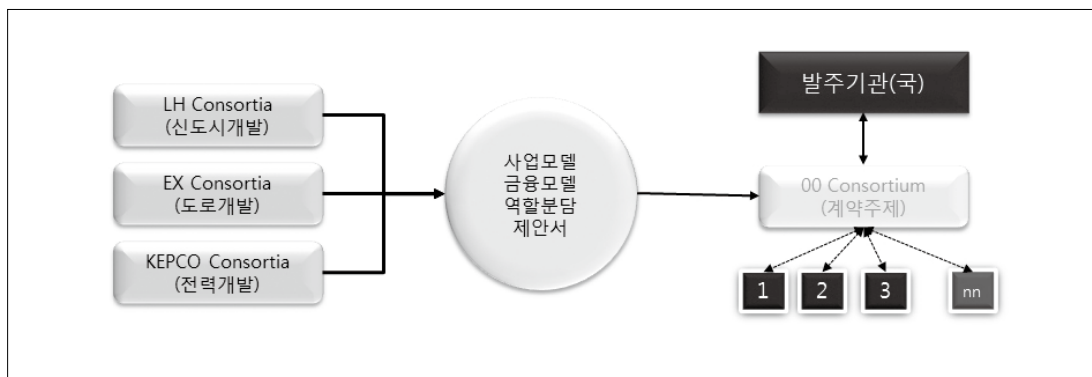 LH Consortia
(신도시개발)
EX Consortia
(도로개발)
KEPCO Consortia
(전력개발)
사업모델
금융모델
역할분담
제안서
발주기관(국)
00 Consortium
(계약주제)
1
2
3
nn